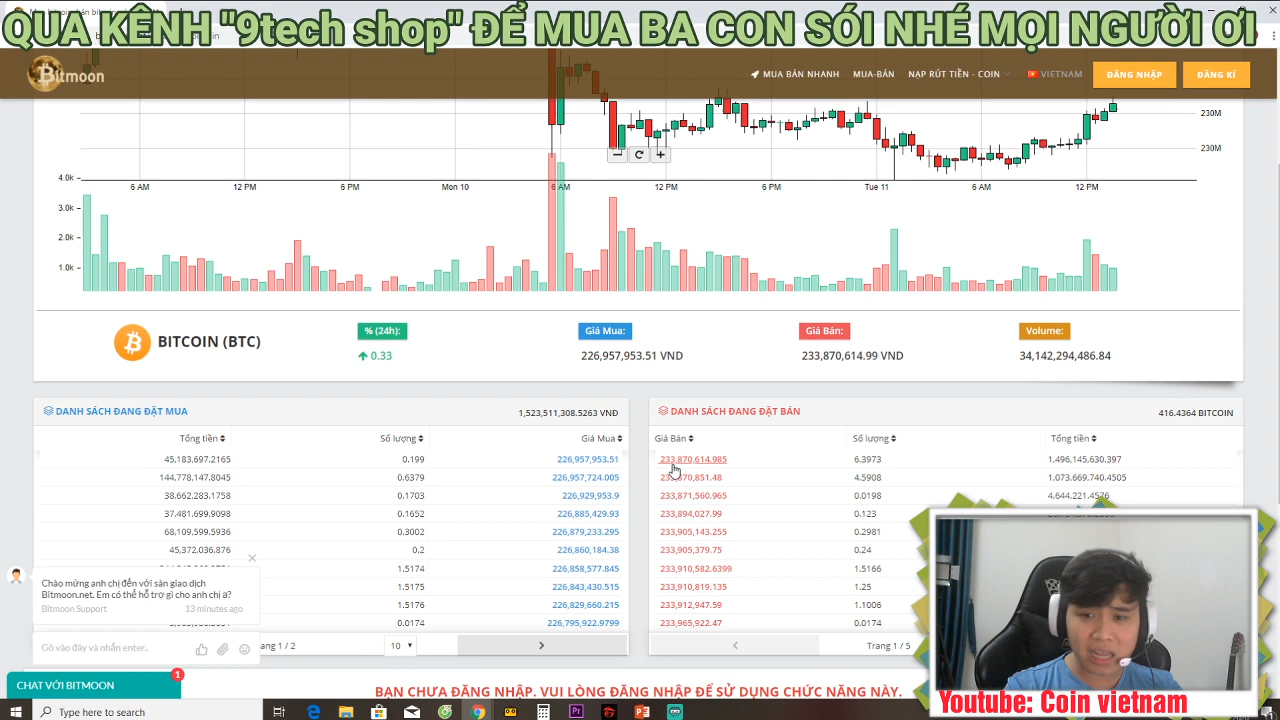 QUA KÊNH "9tech shop" ĐỂ MUA BA CON SÓI NHÉ MỌI NGƯỜI ƠI
Bitmoon
MUA BÁN NHANH
MUA-BÁN
NẠP RÚT TIỀN - COIN
VIETNAM
ĐĂNG NHẬP
ĐĂNG KÍ
230M
230M
4.0k
3.0k
2.0k
1.0k
6 AM
12 PM
6 PM
Mon 10
6 AM
12 PM
6 PM
Tue 11
6 AM
12 PM
BITCOIN (BTC)
% (24h):
0.33
Giá Mua:
226,957,953.51 VND
Giá Bán:
233,870,614.99 VND
Volume:
34,142,294,486.84
DANH SÁCH ĐANG ĐẶT MUA
1,523,511,308.5263 VND
Tổng tiền Số lượng Giá Mua
45,183,697.2165 0.199 226,957,953.51
144,778,147.8045 0.6379 226,957,724.005
38,662,283.1758 0.1703 226,929,953.9
37,481,699.9098 0.1652 226,885,429.93
68,109,599.5936 0.3002 226,879,233.295
45,372,036.876 0.2 226,860,184.38
1.5174 226,858,577.845
1.5175 226,843,430.515
1.5176 226,829,660.215
0.0174 226,795,922.9799
1 / 2
10
DANH SÁCH ĐANG ĐẶT BÁN
416.4364 BITCOIN
Giá Bán Số lượng Tổng tiền
233,870,614.985 6.3973 1,496,145,630.397
233,870,851.48 4.5908 1,073,669,740.4505
233,871,560.965 0.0198 4,644,221.4576
233,894,027.99 0.123
233,905,143.255 0.2981
233,905,379.75 0.24
233,910,582.6399 1.5166
233,910,819.135 1.25
233,912,947.59 1.1006
233,965,922.47 0.0174
Trang 1 / 5
Chào mừng anh chị đến với sàn giao dịch
Bitmoon.net. Em có thể hỗ trợ gì cho anh chị ạ?
Bitmoon Support 13 minutes ago
Gõ vào đây và nhấn enter..
CHAT VỚI BITMOON
1
BẠN CHƯA ĐĂNG NHẬP. VUI LÒNG ĐĂNG NHẬP ĐỂ SỬ DỤNG CHỨC NĂNG NÀY.
Youtube: Coin vietnam
Type here to search